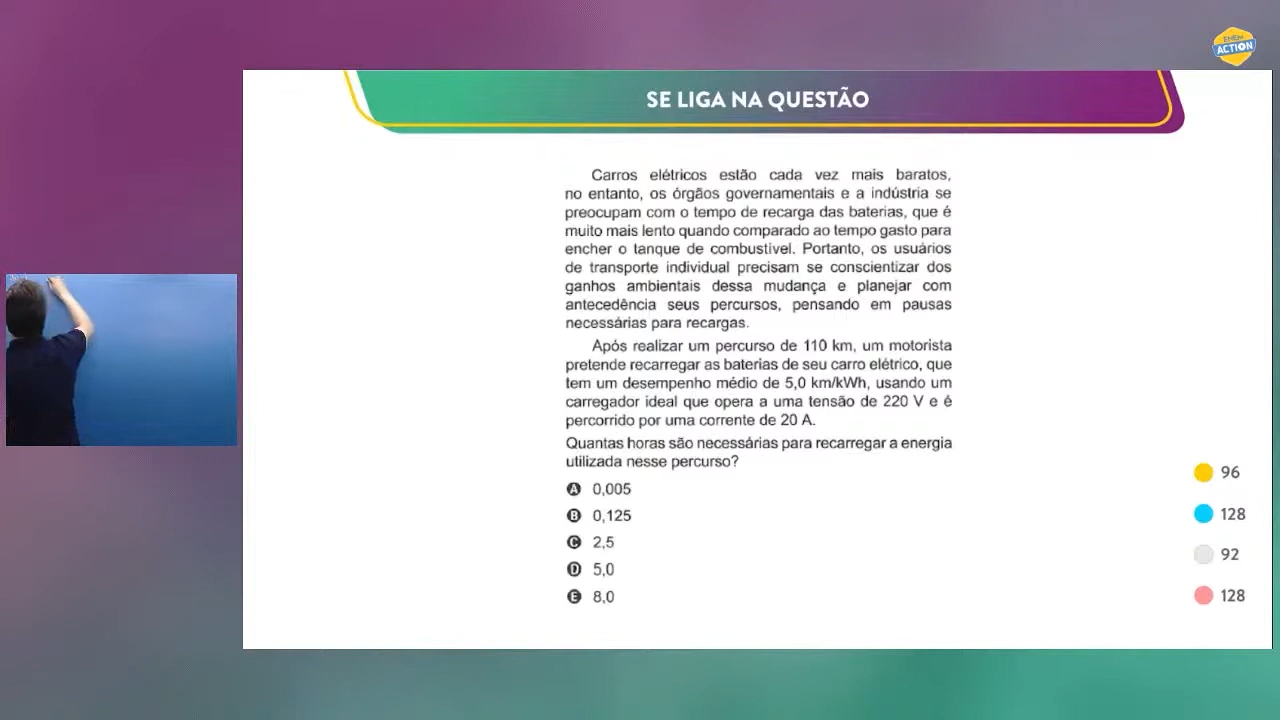 ENEM
ACTION
SE LIGA NA QUESTÃO
Carros elétricos estão cada vez mais baratos,
no entanto, os órgãos governamentais e a indústria se
preocupam com o tempo de recarga das baterias, que é
muito mais lento quando comparado ao tempo gasto para
encher o tanque de combustível. Portanto, os usuários
de transporte individual precisam se conscientizar dos
ganhos ambientais dessa mudança e planejar com
antecedência seus percursos, pensando em pausas
necessárias para recargas.
Após realizar um percurso de 110 km, um motorista
pretende recarregar as baterias de seu carro elétrico, que
tem um desempenho médio de 5,0 km/kWh, usando um
carregador ideal que opera a uma tensão de 220 V e é
percorrido por uma corrente de 20 A.
Quantas horas são necessárias para recarregar a energia
utilizada nesse percurso?
A 0,005
B 0,125
C 2,5
D 5,0
E 8,0
96
128
92
128